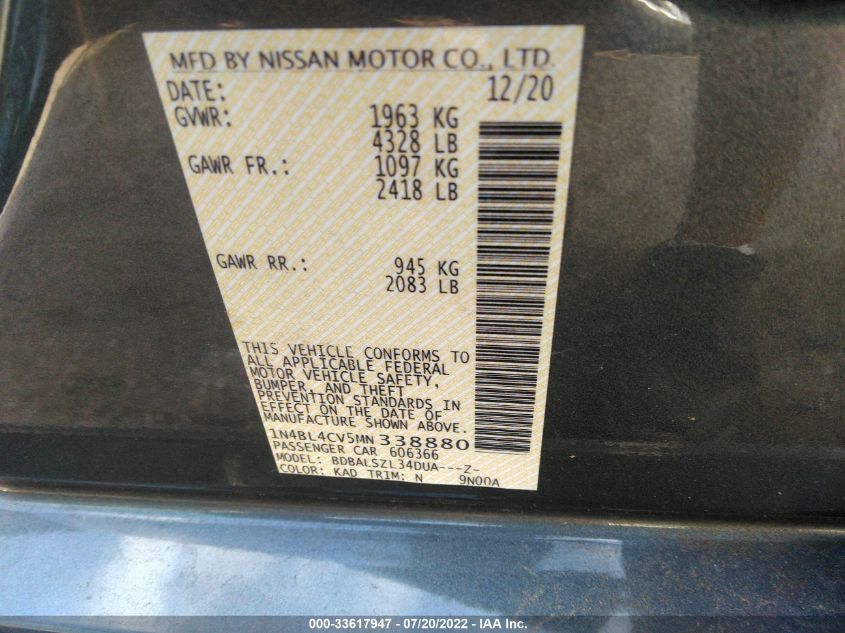 MFD BY NISSAN MOTOR CO., LTD.
DATE: 12/20
GVWR: 1963 KG
4328 LB
GAWR FR.: 1097 KG
2418 LB
GAWR RR.: 945 KG
2083 LB
THIS VEHICLE CONFORMS TO
ALL APPLICABLE FEDERAL
MOTOR VEHICLE SAFETY,
BUMPER, AND THEFT
PREVENTION STANDARDS IN
EFFECT ON THE DATE OF
MANUFACTURE SHOWN ABOVE.
1N4BL4CV5MN338880
PASSENGER CAR 606366
MODEL: BDBALSZL34DUA---Z-
COLOR: KAD TRIM: N 9N00A
000-33617947 - 07/20/2022 - IAA Inc.